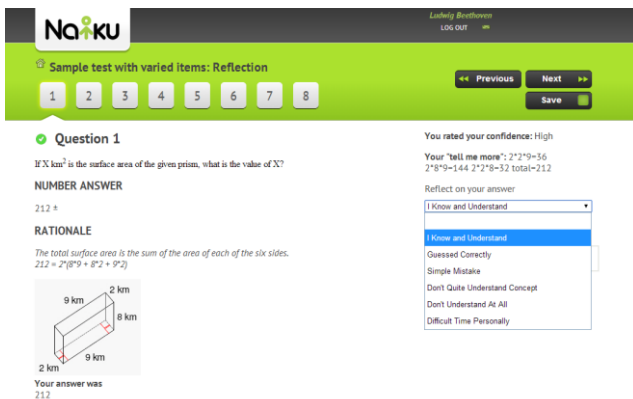 Naiku
Ludwig Beethoven
LOG OUT
Sample test with varied items: Reflection
Previous
Next
1 2 3 4 5 6 7 8
Save
Question 1
If X km² is the surface area of the given prism, what is the value of X?
NUMBER ANSWER
212 ±
RATIONALE
The total surface area is the sum of the area of each of the six sides.
212 = 2*(8*9 + 8*2 + 9*2)
2 km
9 km
8 km
9 km
2 km
Your answer was
212
You rated your confidence: High
Your "tell me more": 2*2*9=36
2*8*9=144 2*2*8=32 total=212
Reflect on your answer
I Know and Understand
I Know and Understand
Guessed Correctly
Simple Mistake
Don't Quite Understand Concept
Don't Understand At All
Difficult Time Personally